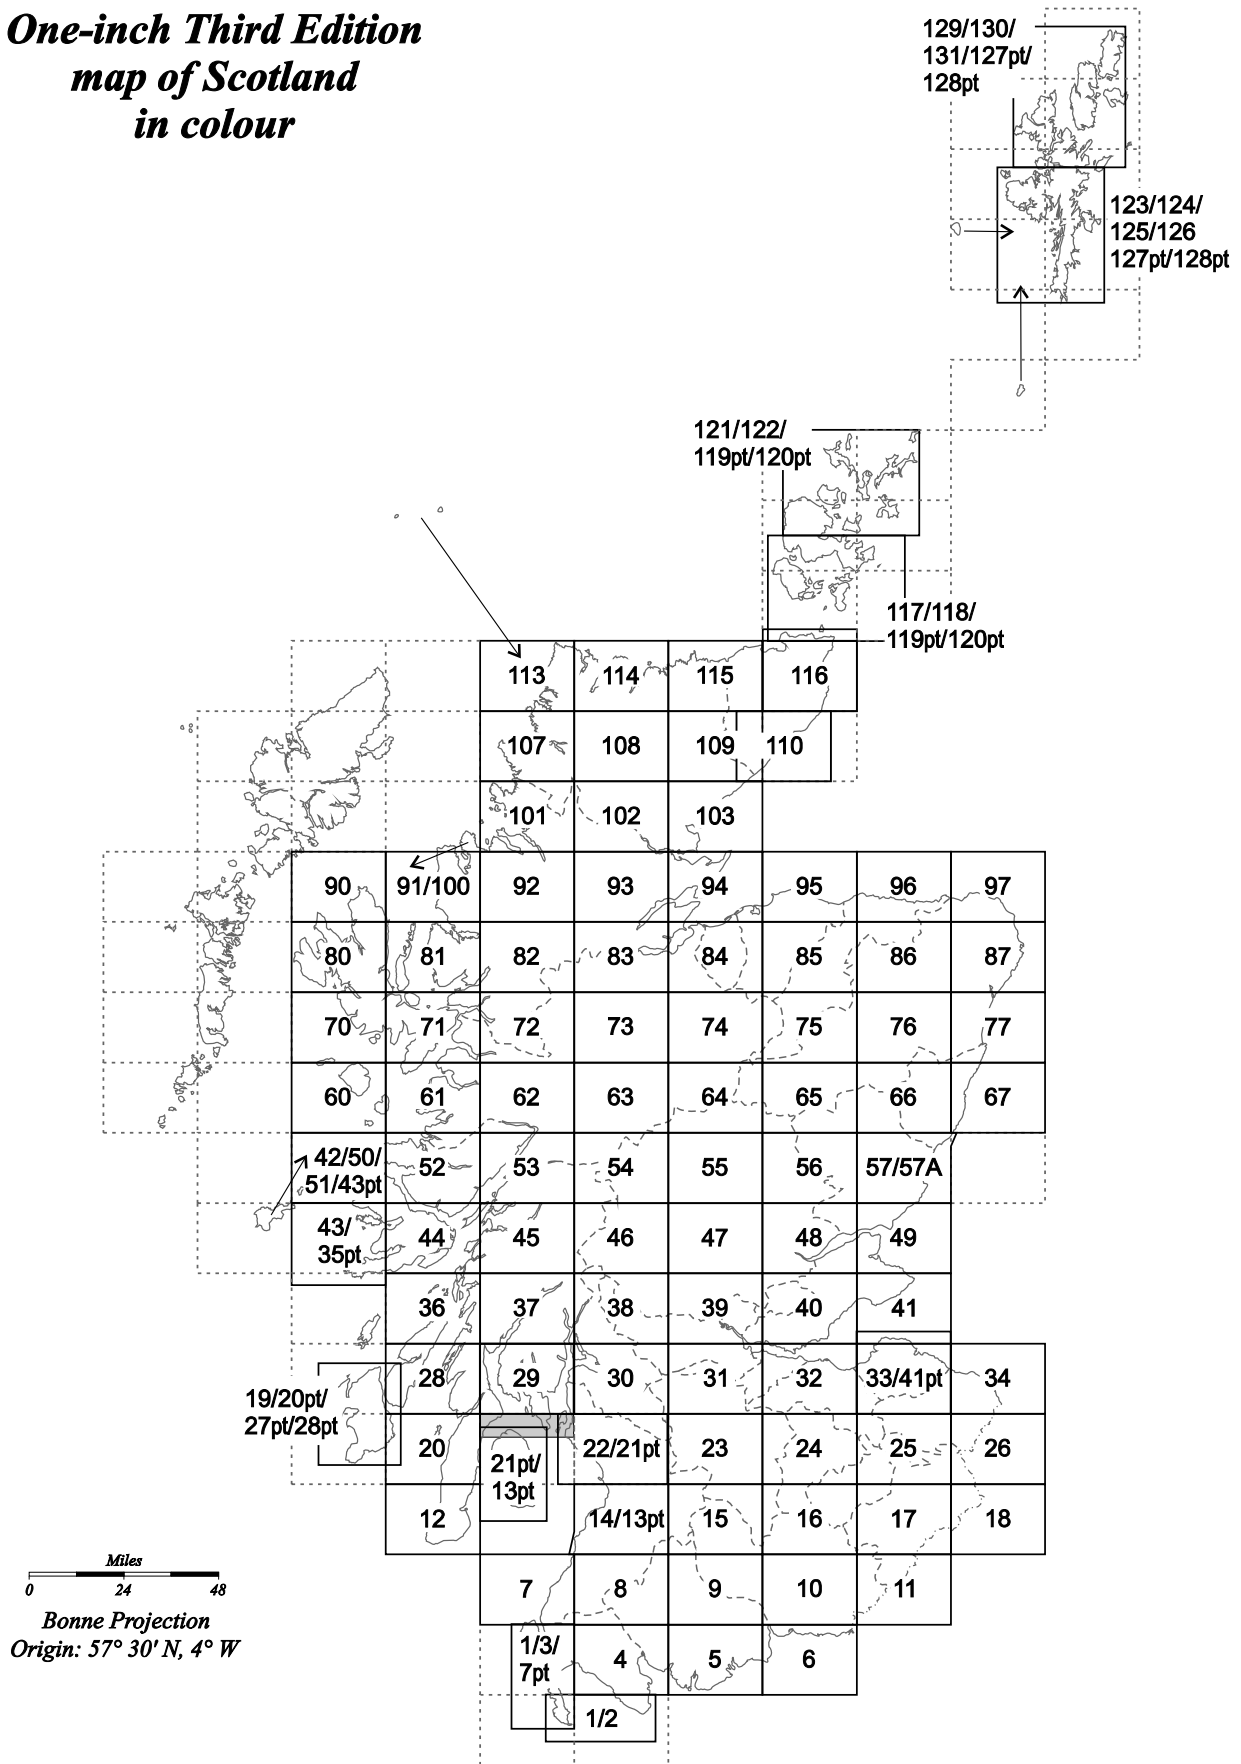 One-inch Third Edition
map of Scotland
in colour
129/130/
131/127pt/
128pt
123/124/
125/126
127pt/128pt
121/122/
119pt/120pt
117/118/
119pt/120pt
113 114 115 116
107 108 109 110
101 102 103
90 91/100 92 93 94 95 96 97
80 81 82 83 84 85 86 87
70 71 72 73 74 75 76 77
60 61 62 63 64 65 66 67
42/50/
51/43pt 52 53 54 55 56 57/57A
43/
35pt 44 45 46 47 48 49
36 37 38 39 40 41
28 29 30 31 32 33/41pt 34
19/20pt/
27pt/28pt
20 22/21pt 23 24 25 26
21pt/
13pt
12 14/13pt 15 16 17 18
7 8 9 10 11
1/3/
7pt 4 5 6
1/2
Miles
0 24 48
Bonne Projection
Origin: 57° 30' N, 4° W